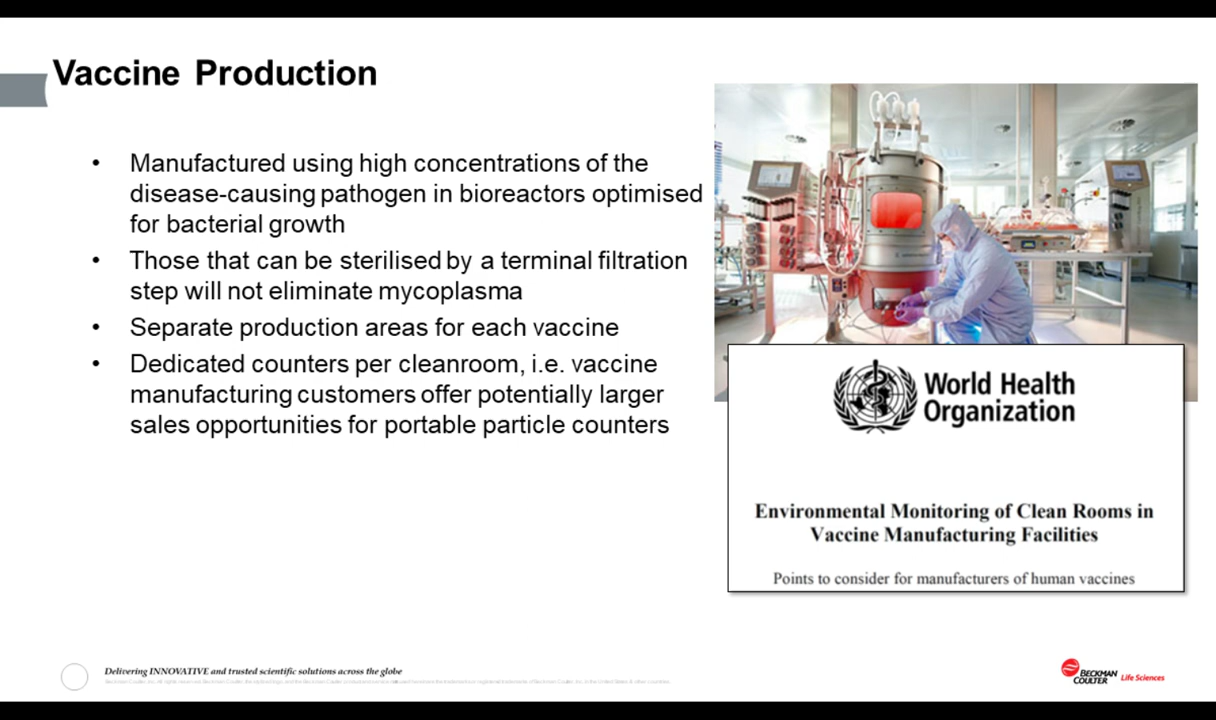 Vaccine Production
• Manufactured using high concentrations of the
disease-causing pathogen in bioreactors optimised
for bacterial growth
• Those that can be sterilised by a terminal filtration
step will not eliminate mycoplasma
• Separate production areas for each vaccine
• Dedicated counters per cleanroom, i.e. vaccine
manufacturing customers offer potentially larger
sales opportunities for portable particle counters
World Health
Organization
Environmental Monitoring of Clean Rooms in
Vaccine Manufacturing Facilities
Points to consider for manufacturers of human vaccines
Delivering INNOVATIVE and trusted scientific solutions across the globe
BECKMAN
COULTER Life Sciences